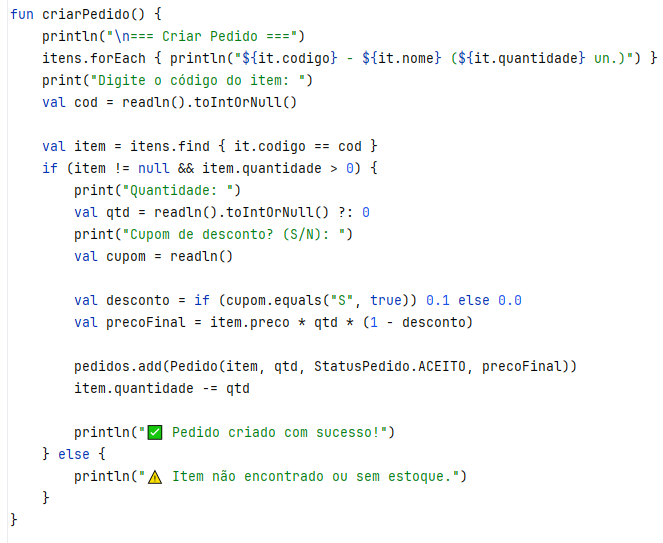 fun criarPedido() {
    println("\n=== Criar Pedido ===")
    itens.forEach { println("${it.codigo} - ${it.nome} (${it.quantidade} un.)") }
    print("Digite o código do item: ")
    val cod = readln().toIntOrNull()

    val item = itens.find { it.codigo == cod }
    if (item != null && item.quantidade > 0) {
        print("Quantidade: ")
        val qtd = readln().toIntOrNull() ?: 0
        print("Cupom de desconto? (S/N): ")
        val cupom = readln()

        val desconto = if (cupom.equals("S", true)) 0.1 else 0.0
        val precoFinal = item.preco * qtd * (1 - desconto)

        pedidos.add(Pedido(item, qtd, StatusPedido.ACEITO, precoFinal))
        item.quantidade -= qtd

        println("✅ Pedido criado com sucesso!")
    } else {
        println("⚠️ Item não encontrado ou sem estoque.")
    }
}